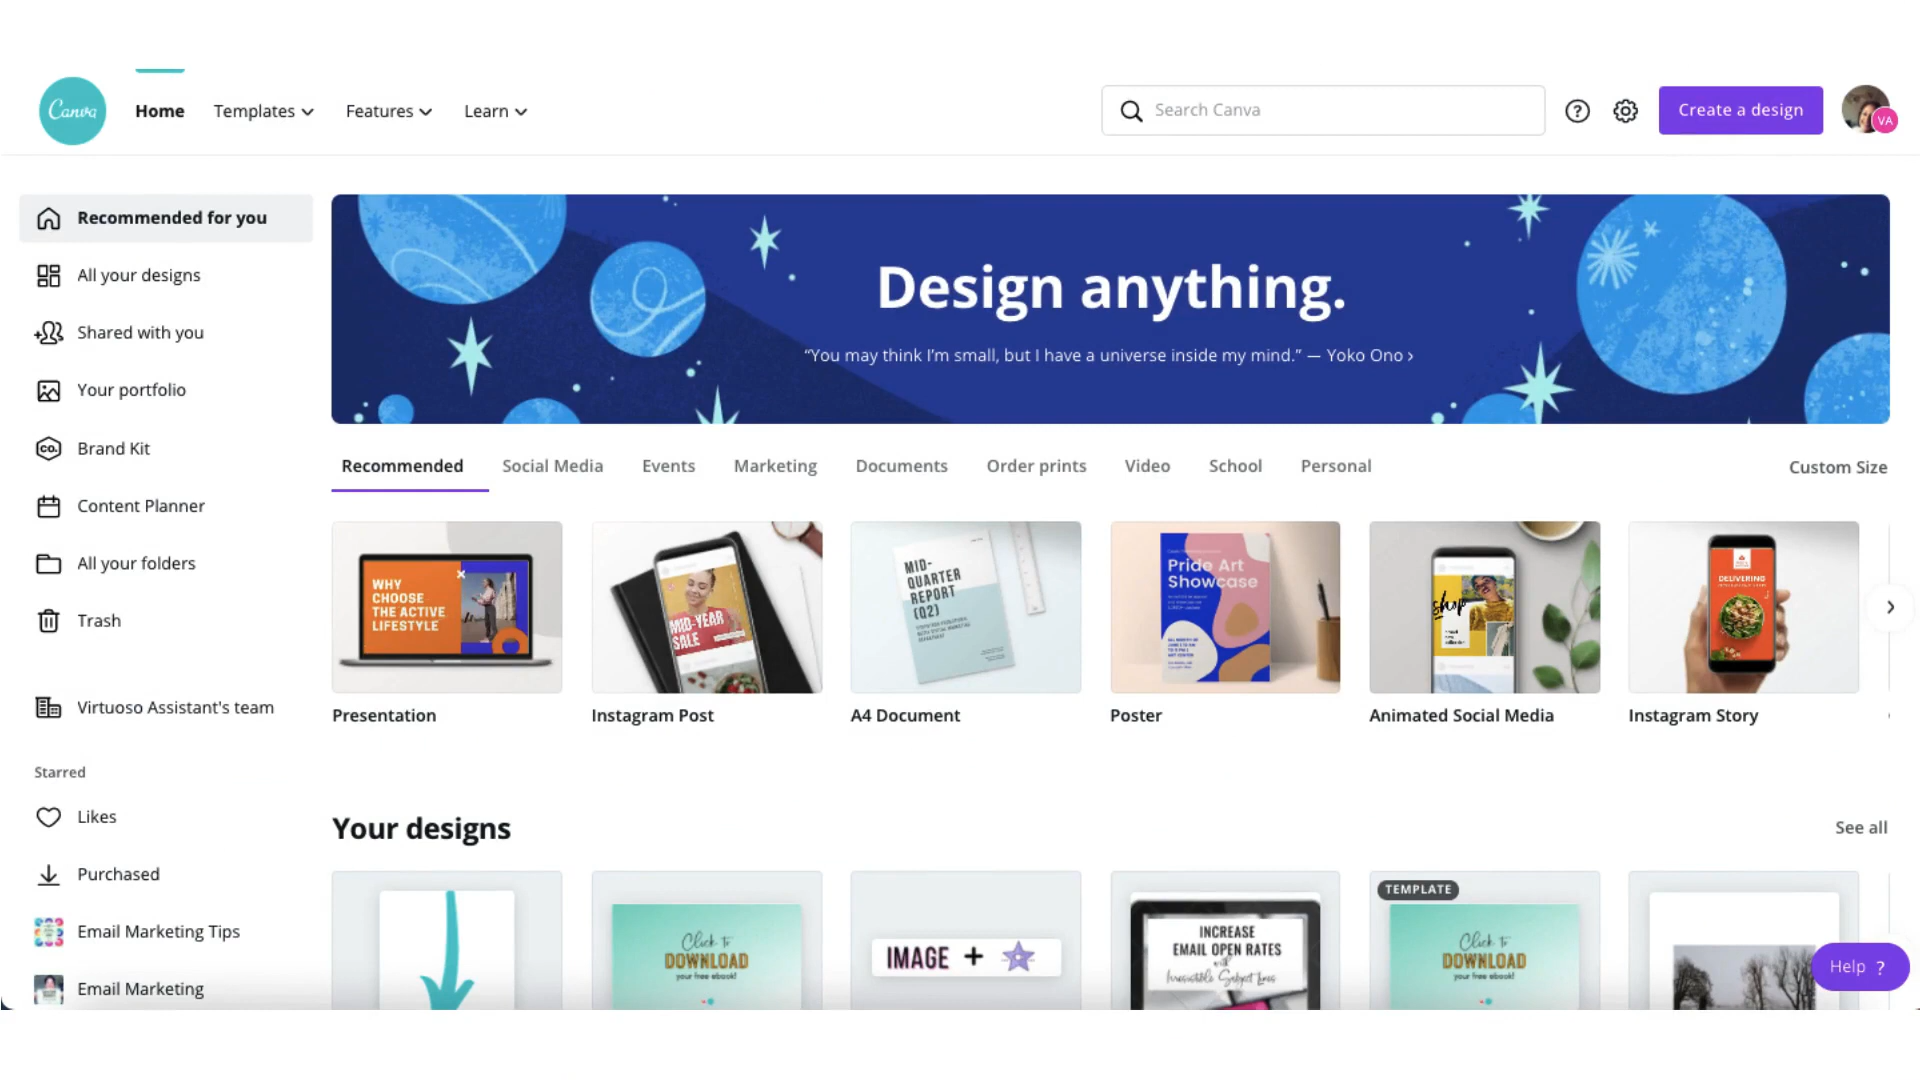 Canva
Home
Templates
Features
Learn
Search Canva
Create a design
VA
Recommended for you
All your designs
Shared with you
Your portfolio
CO.
Brand Kit
Content Planner
All your folders
Trash
Virtuoso Assistant's team
Starred
Likes
Purchased
Email Marketing Tips
Email Marketing
Design anything.
“You may think I’m small, but I have a universe inside my mind.” — Yoko Ono ›
Recommended
Social Media
Events
Marketing
Documents
Order prints
Video
School
Personal
Custom Size
WHY
CHOOSE
THE ACTIVE
LIFESTYLE
MID-YEAR
SALE
MID-
QUARTER
REPORT
(Q2)
Pride Art
Showcase
shop
DELIVERING
Presentation
Instagram Post
A4 Document
Poster
Animated Social Media
Instagram Story
Your designs
See all
Click to
DOWNLOAD
your free ebook!
IMAGE +
INCREASE
EMAIL OPEN RATES
with
Irresistible Subject Lines
TEMPLATE
Click to
DOWNLOAD
your free ebook!
Help ?